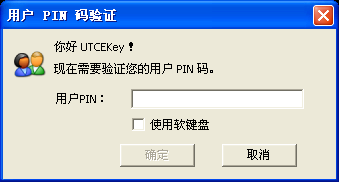 用户 PIN 码验证
你好 UTCEKey！
现在需要验证您的用户 PIN 码。
用户PIN：
使用软键盘
确定 取消